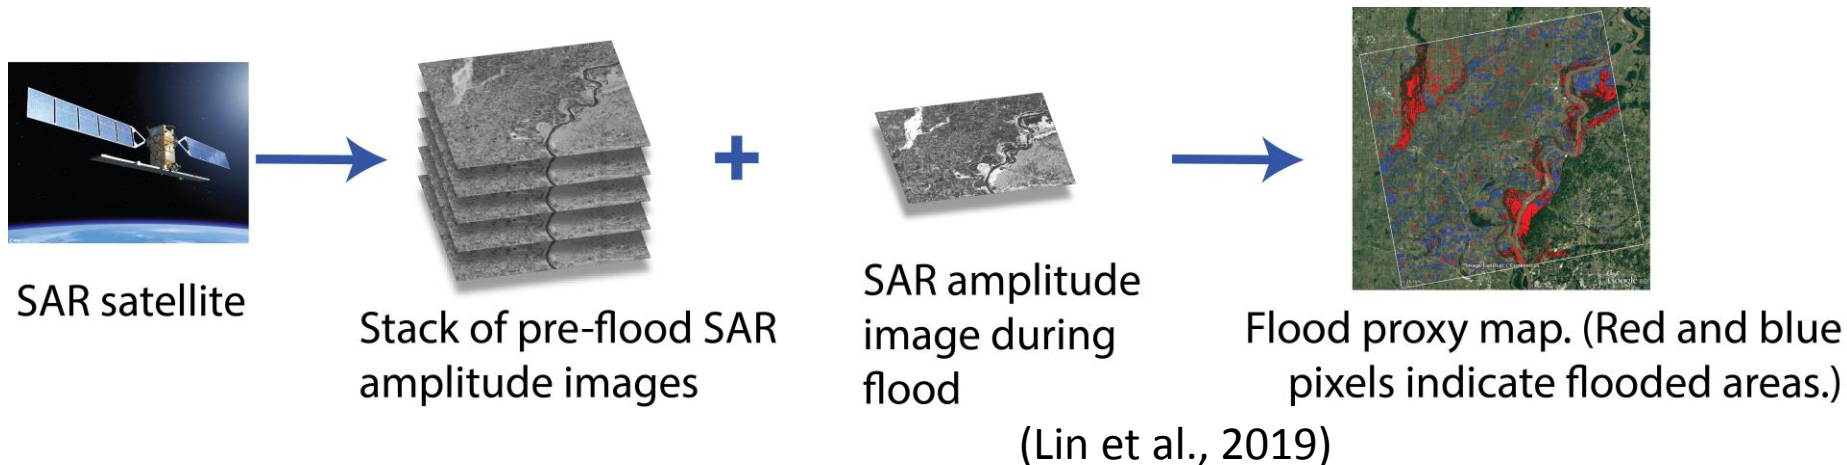 SAR satellite
Stack of pre-flood SAR
amplitude images
SAR amplitude
image during
flood
Flood proxy map. (Red and blue
pixels indicate flooded areas.)
(Lin et al., 2019)
Google